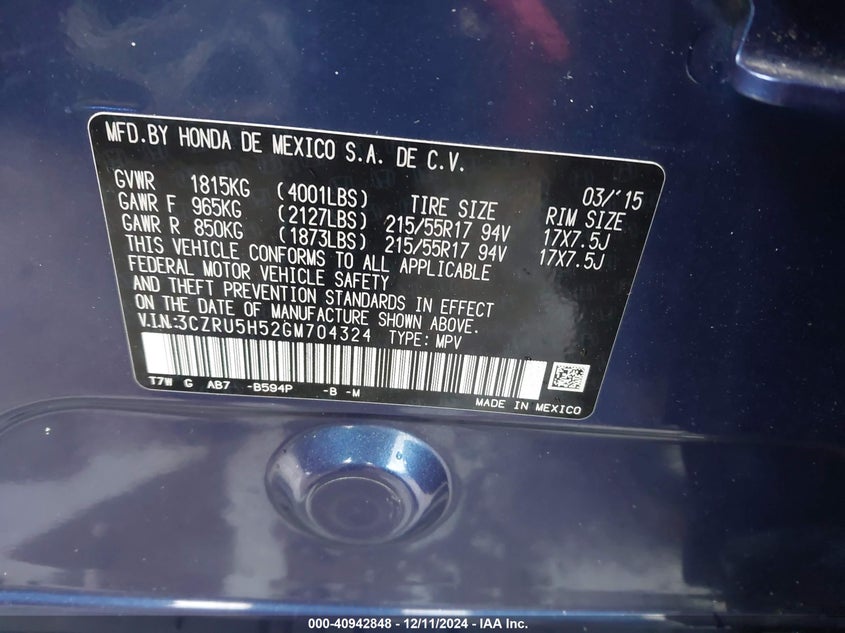 MFD.BY HONDA DE MEXICO S.A. DE C.V.
03/'15
GVWR 1815KG (4001LBS) TIRE SIZE RIM SIZE
GAWR F 965KG (2127LBS) 215/55R17 94V 17X7.5J
GAWR R 850KG (1873LBS) 215/55R17 94V 17X7.5J
THIS VEHICLE CONFORMS TO ALL APPLICABLE
FEDERAL MOTOR VEHICLE SAFETY
AND THEFT PREVENTION STANDARDS IN EFFECT
ON THE DATE OF MANUFACTURE SHOWN ABOVE.
V.I.N:3CZRU5H52GM704324 TYPE: MPV
T7W G AB7 -B594P -B -M
MADE IN MEXICO
000-40942848 - 12/11/2024 - IAA Inc.